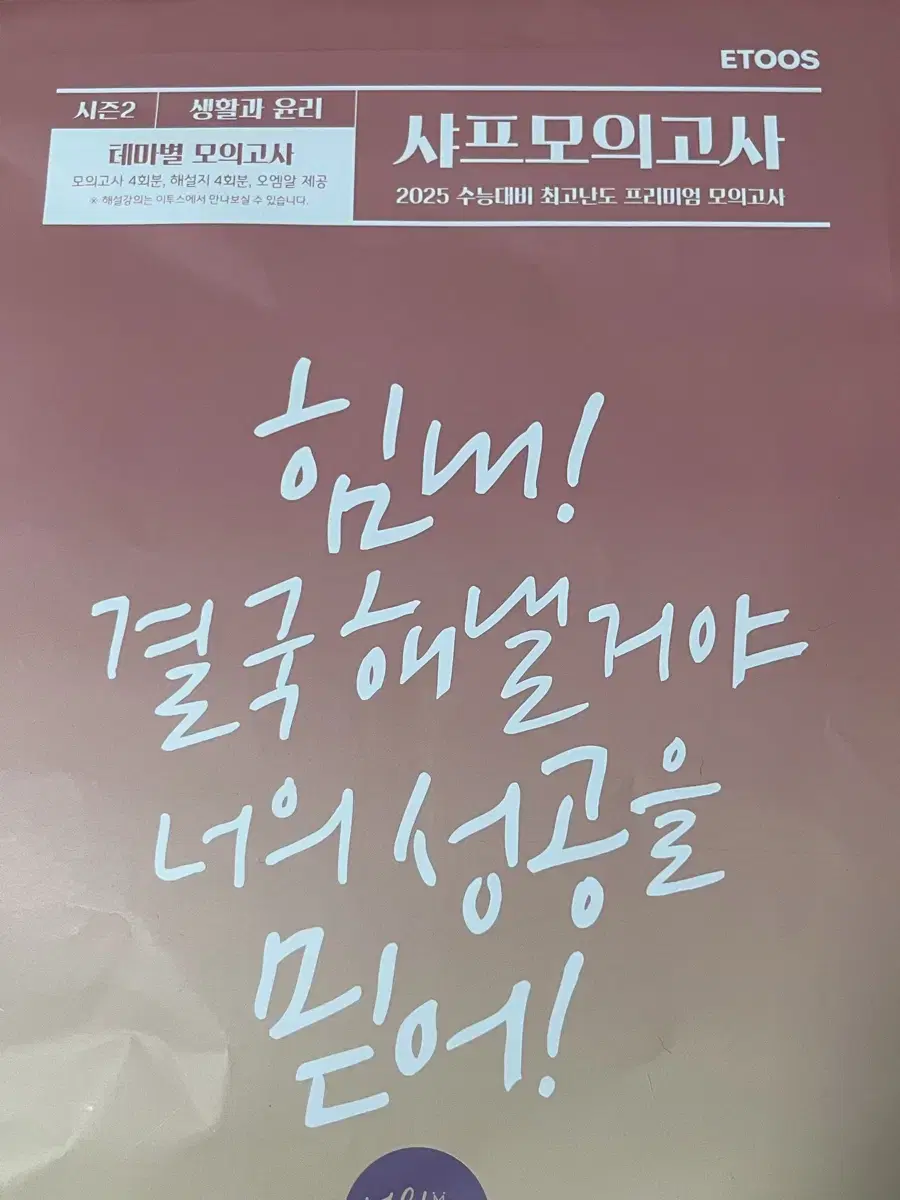 ETOOS
시즌2 생활과 윤리
테마별 모의고사
모의고사 4회분, 해설지 4회분, 오엠알 제공
※ 해설강의는 이투스에서 만나보실 수 있습니다.
샤프모의고사
2025 수능대비 최고난도 프리미엄 모의고사
힘내!
결국 해낼거야
너의 성공을
믿어!